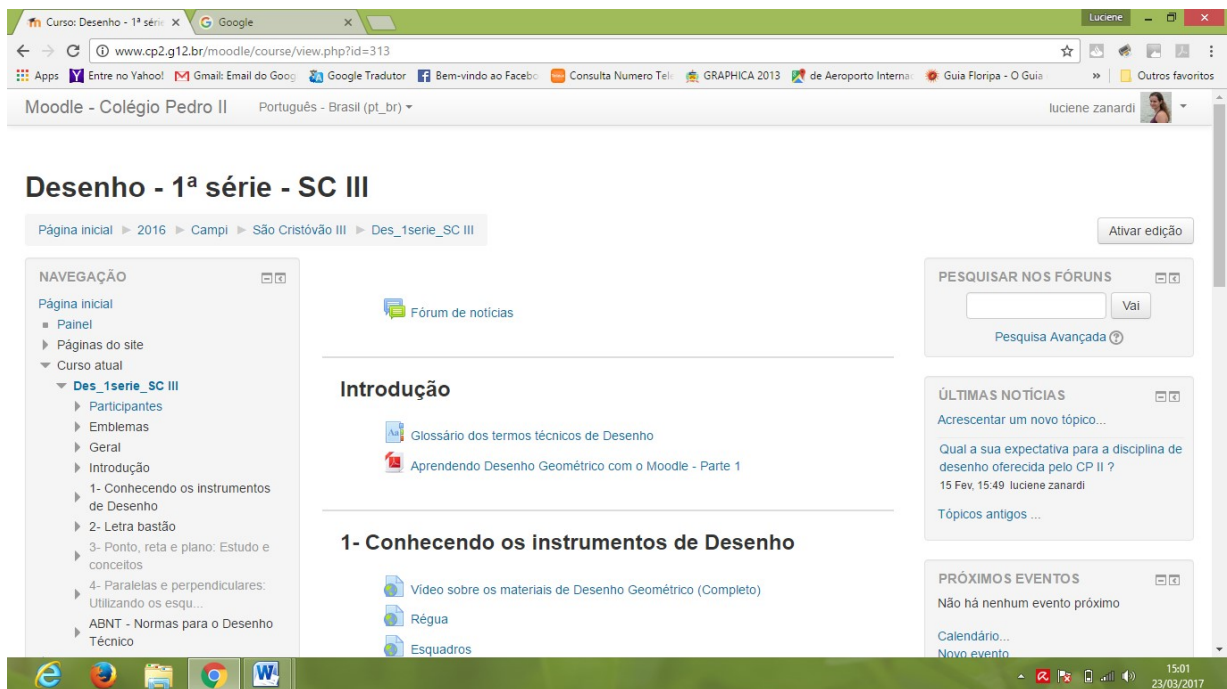 Curso: Desenho - 1ª série
Google
Luciene
www.cp2.g12.br/moodle/course/view.php?id=313
Apps
Entre no Yahoo!
Gmail: Email do Goog
Google Tradutor
Bem-vindo ao Facebo
Consulta Numero Tele
GRAPHICA 2013
de Aeroporto Internac
Guia Floripa - O Guia
»
Outros favoritos
Moodle - Colégio Pedro II
Português - Brasil (pt_br)
luciene zanardi
Desenho - 1ª série - SC III
Página inicial
2016
Campi
São Cristóvão III
Des_1serie_SC III
Ativar edição
NAVEGAÇÃO
Página inicial
Painel
Páginas do site
Curso atual
Des_1serie_SC III
Participantes
Emblemas
Geral
Introdução
1- Conhecendo os instrumentos
de Desenho
2- Letra bastão
3- Ponto, reta e plano: Estudo e
conceitos
4- Paralelas e perpendiculares:
Utilizando os esqu...
ABNT - Normas para o Desenho
Técnico
Fórum de notícias
Introdução
Glossário dos termos técnicos de Desenho
Aprendendo Desenho Geométrico com o Moodle - Parte 1
1- Conhecendo os instrumentos de Desenho
Vídeo sobre os materiais de Desenho Geométrico (Completo)
Régua
Esquadros
PESQUISAR NOS FÓRUNS
Vai
Pesquisa Avançada
ÚLTIMAS NOTÍCIAS
Acrescentar um novo tópico...
Qual a sua expectativa para a disciplina de
desenho oferecida pelo CP II ?
15 Fev, 15:49 luciene zanardi
Tópicos antigos ...
PRÓXIMOS EVENTOS
Não há nenhum evento próximo
Calendário...
Novo evento
15:01
23/03/2017